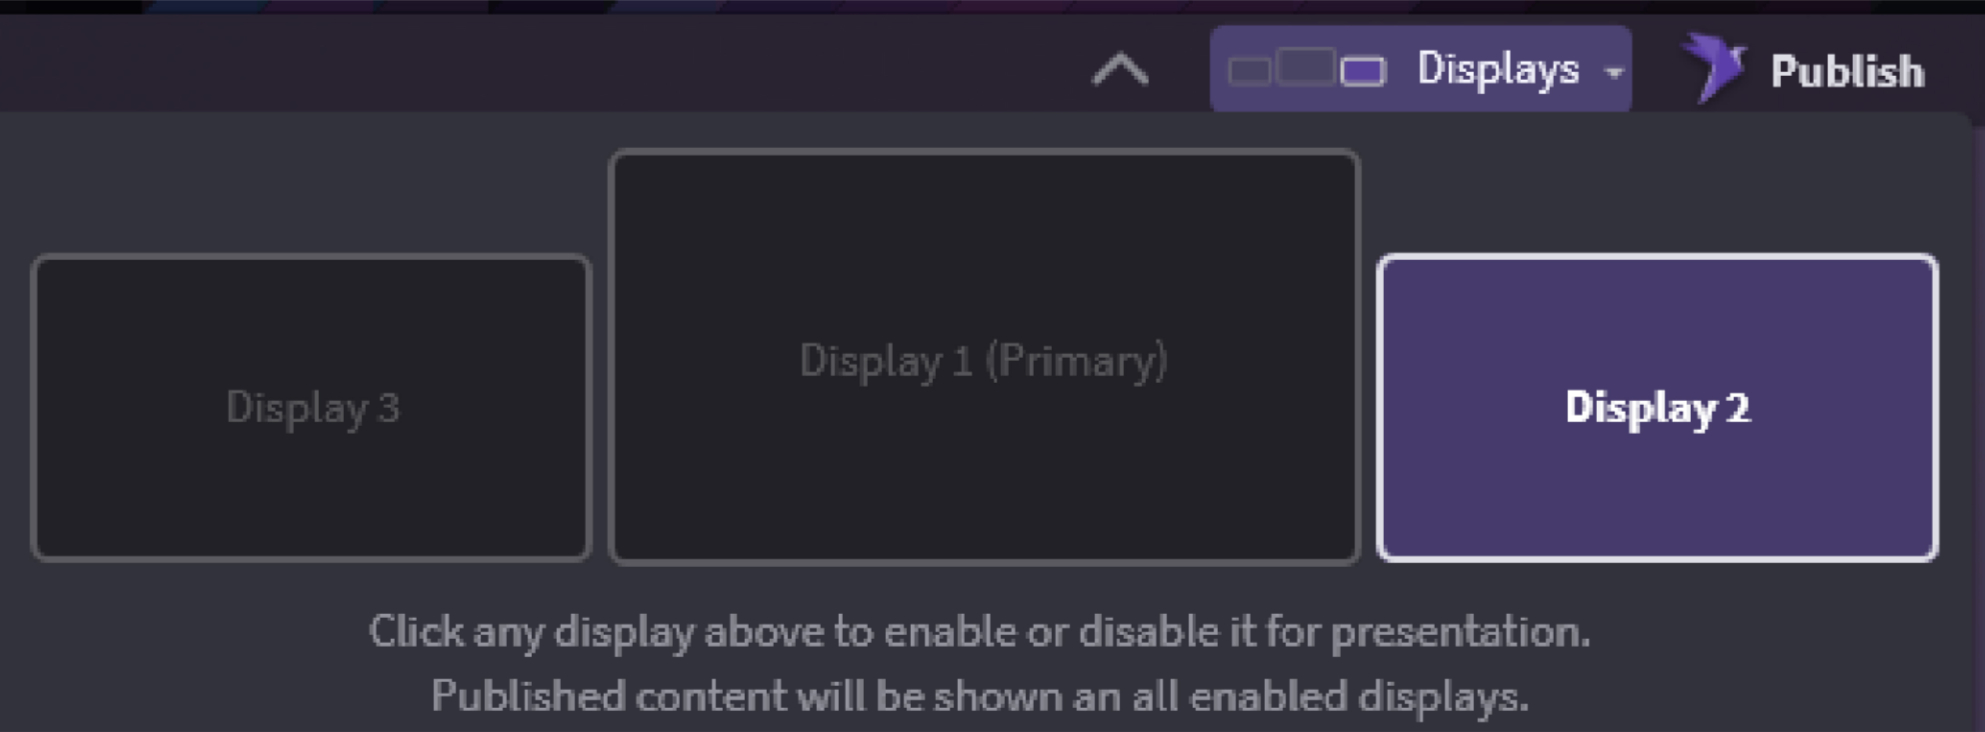 Displays
Publish
Display 3
Display 1 (Primary)
Display 2
Click any display above to enable or disable it for presentation.
Published content will be shown an all enabled displays.